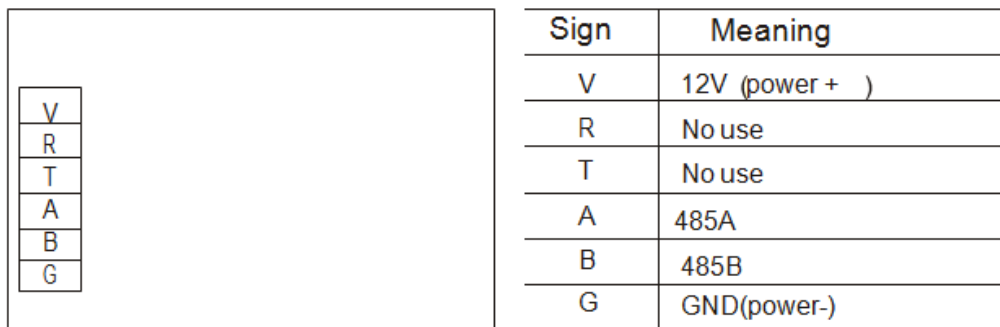 V
R
T
A
B
G
Sign Meaning
V 12V (power + )
R No use
T No use
A 485A
B 485B
G GND(power-)